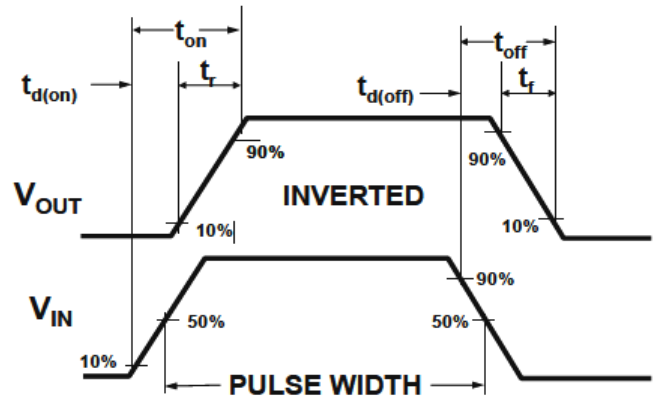 ton
toff
tr
tf
td(on)
td(off)
90%
90%
VOUT
INVERTED
10%
10%
90%
VIN
50%
50%
10%
PULSE WIDTH